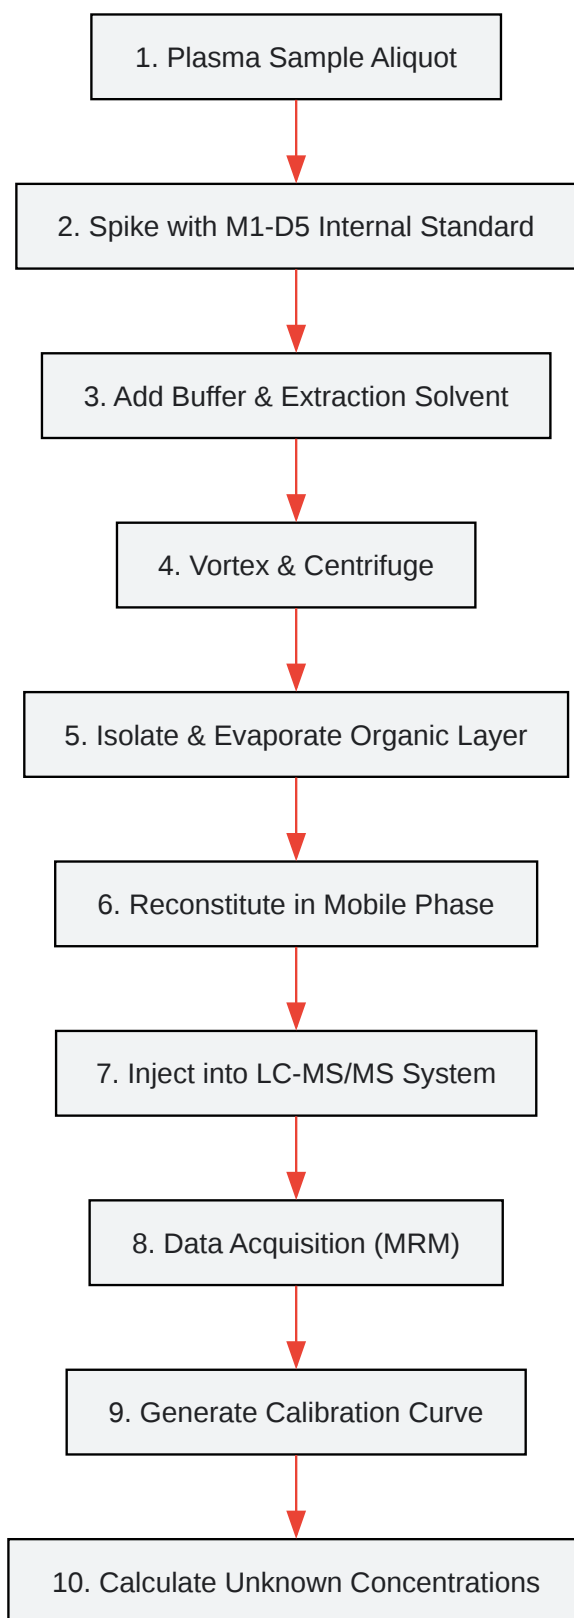 1. Plasma Sample Aliquot
2. Spike with M1-D5 Internal Standard
3. Add Buffer & Extraction Solvent
4. Vortex & Centrifuge
5. Isolate & Evaporate Organic Layer
6. Reconstitute in Mobile Phase
7. Inject into LC-MS/MS System
8. Data Acquisition (MRM)
9. Generate Calibration Curve
10. Calculate Unknown Concentrations